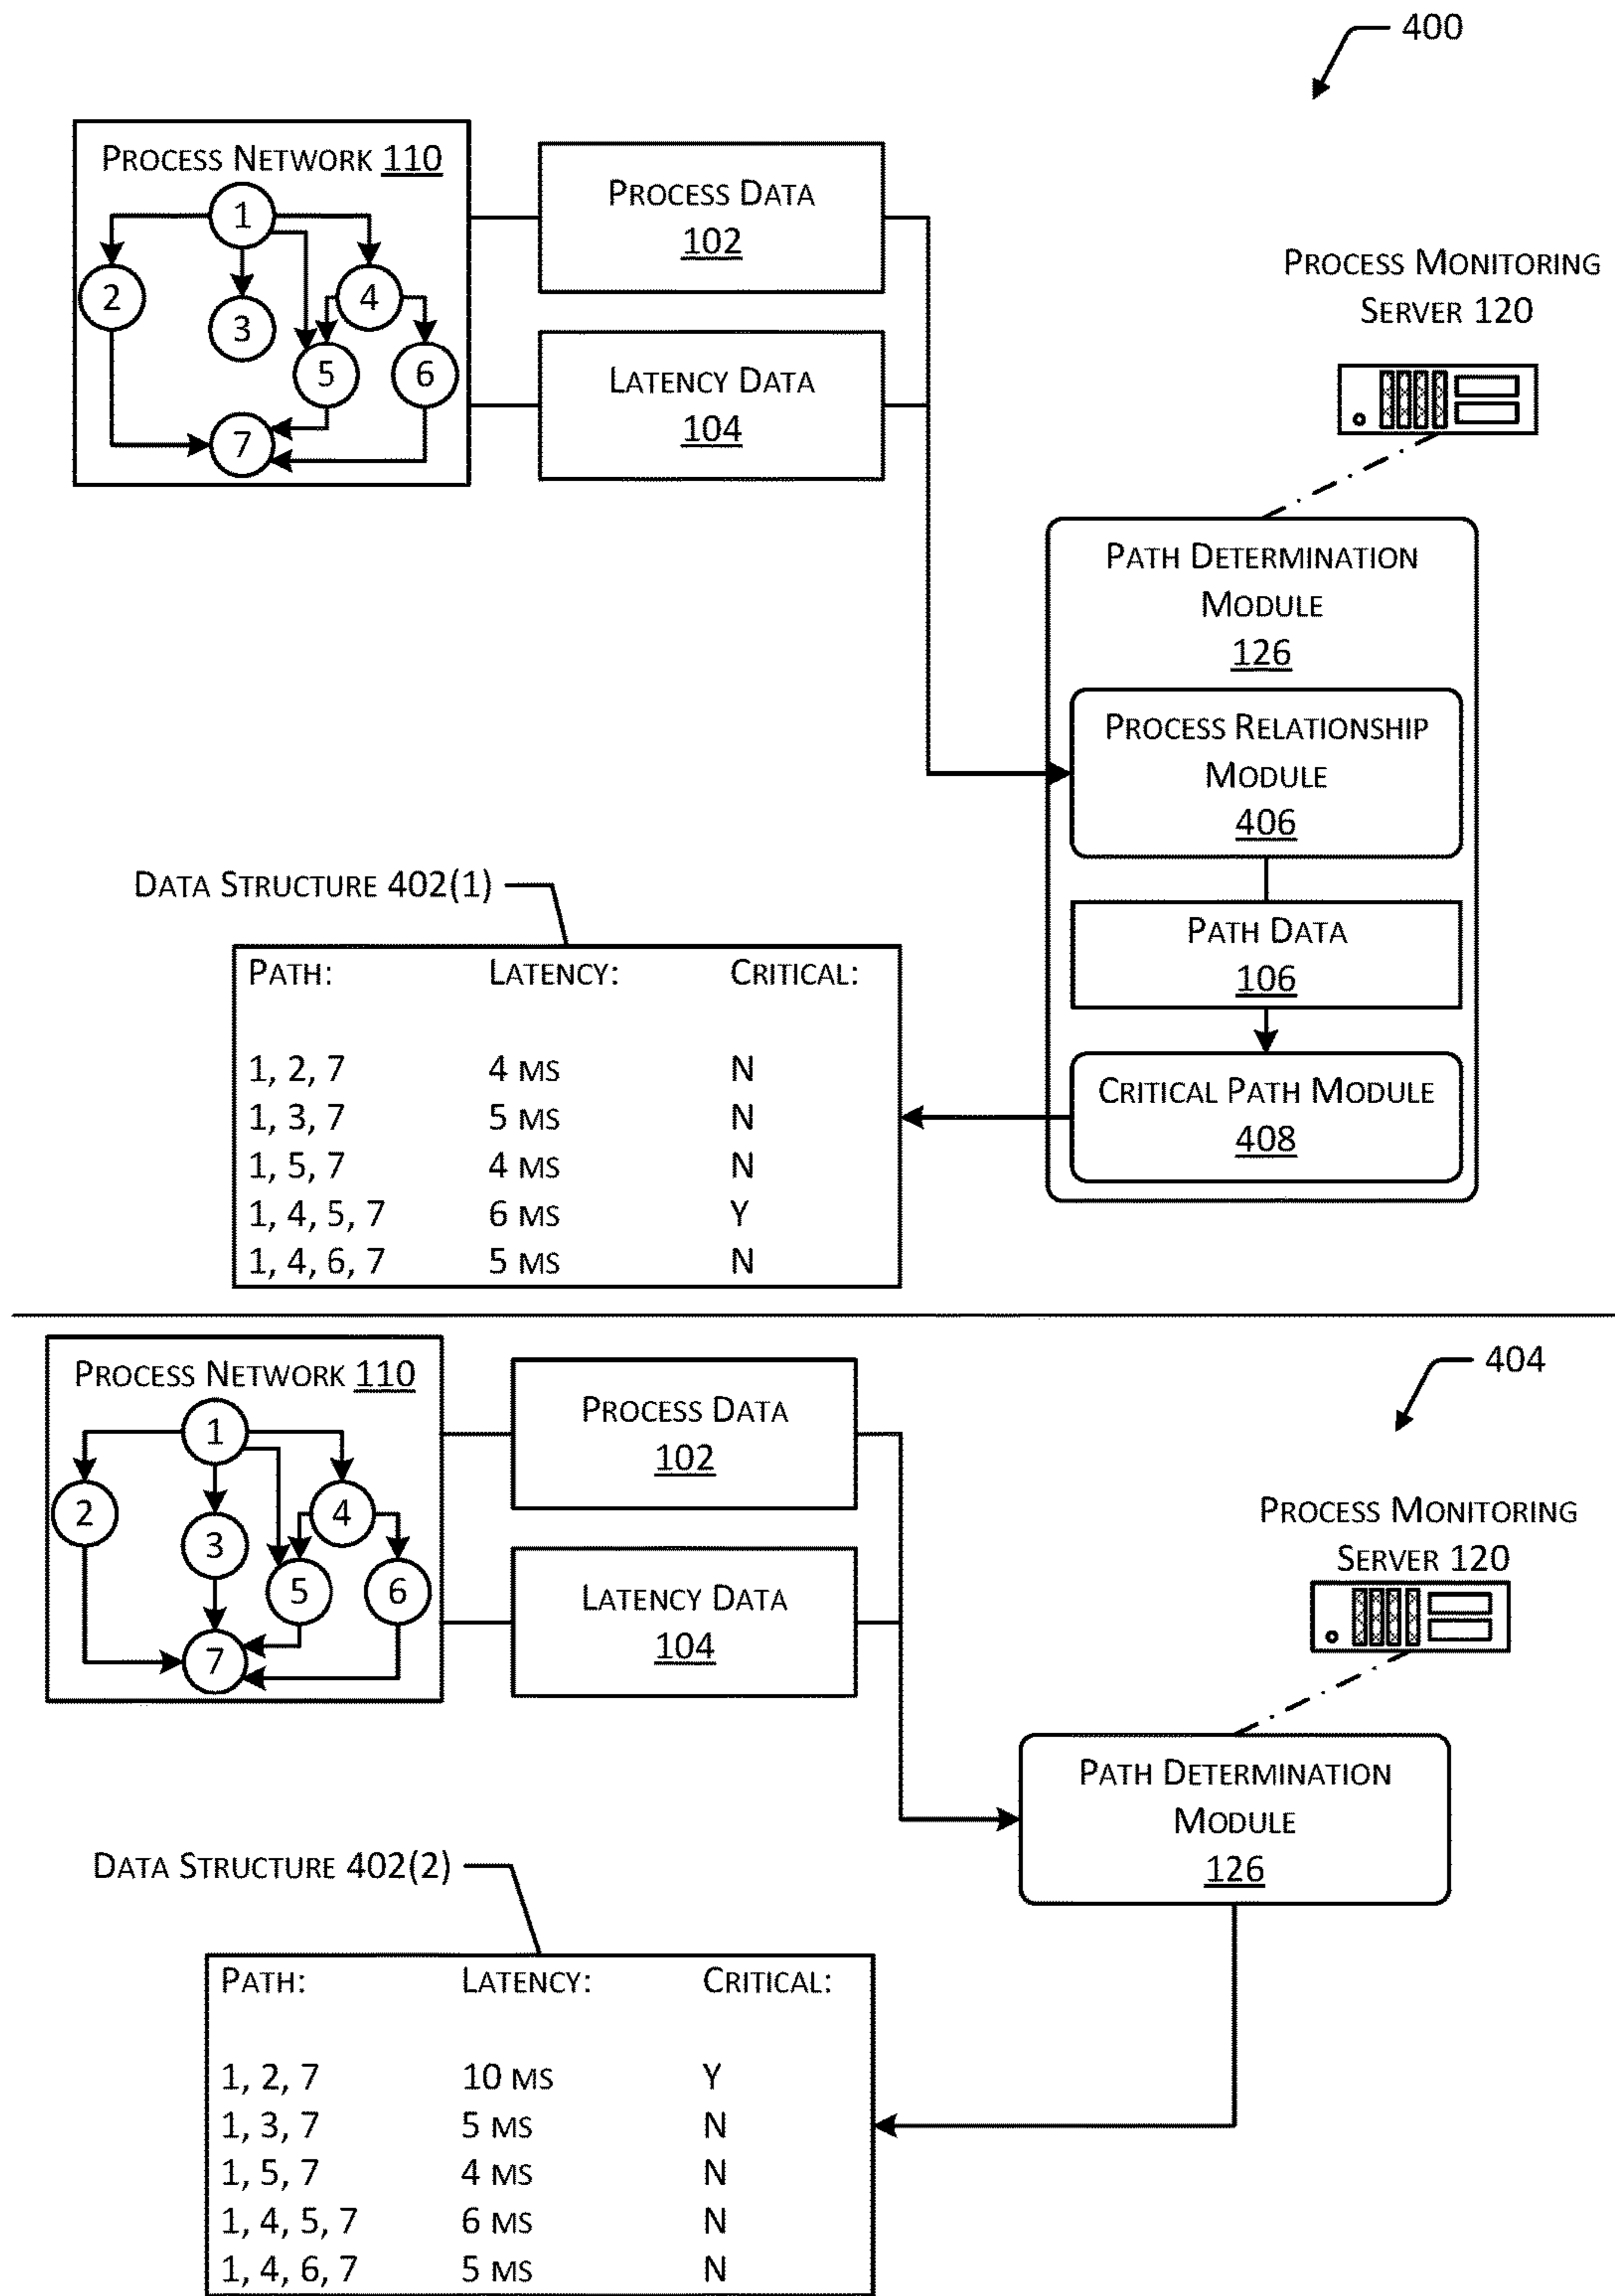 400
PROCESS NETWORK 110
1
2
3
4
5
6
7
PROCESS DATA
102
LATENCY DATA
104
PROCESS MONITORING
SERVER 120
PATH DETERMINATION
MODULE
126
PROCESS RELATIONSHIP
MODULE
406
PATH DATA
106
CRITICAL PATH MODULE
408
DATA STRUCTURE 402(1)
PATH: LATENCY: CRITICAL:
1, 2, 7 4 MS N
1, 3, 7 5 MS N
1, 5, 7 4 MS N
1, 4, 5, 7 6 MS Y
1, 4, 6, 7 5 MS N
404
PROCESS NETWORK 110
1
2
3
4
5
6
7
PROCESS DATA
102
LATENCY DATA
104
PROCESS MONITORING
SERVER 120
PATH DETERMINATION
MODULE
126
DATA STRUCTURE 402(2)
PATH: LATENCY: CRITICAL:
1, 2, 7 10 MS Y
1, 3, 7 5 MS N
1, 5, 7 4 MS N
1, 4, 5, 7 6 MS N
1, 4, 6, 7 5 MS N